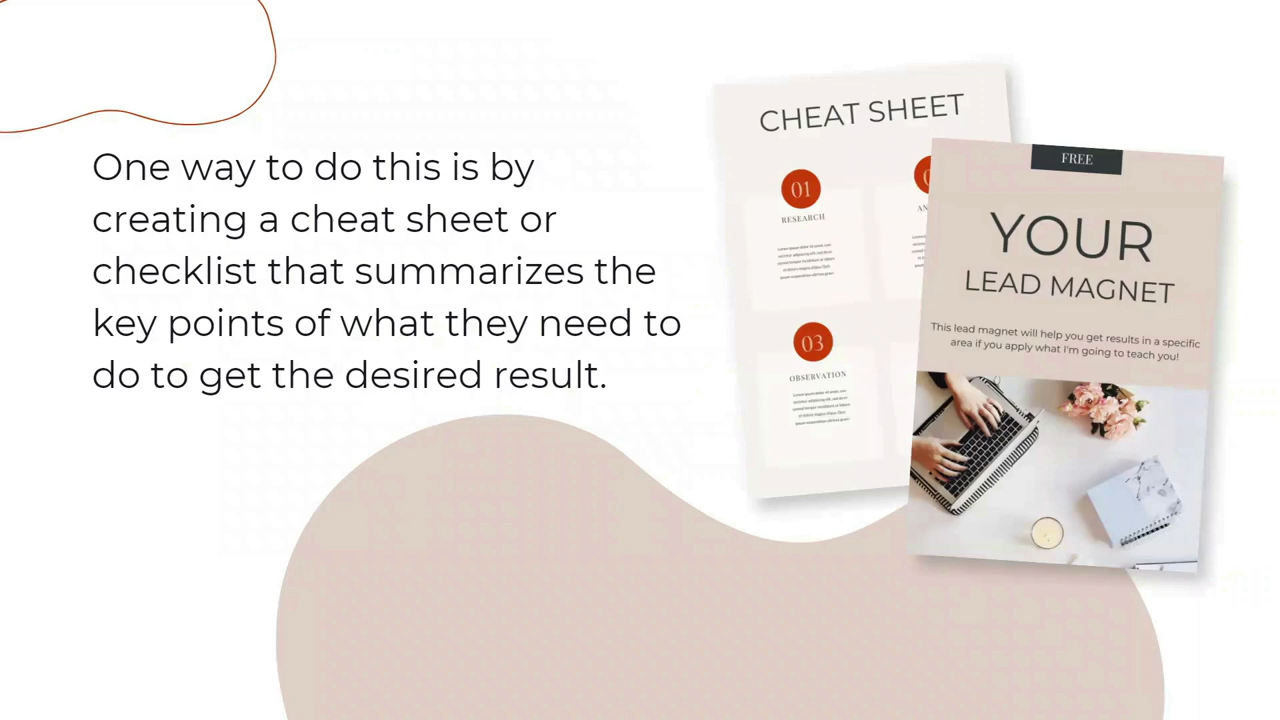 One way to do this is by
creating a cheat sheet or
checklist that summarizes the
key points of what they need to
do to get the desired result.
CHEAT SHEET
01
RESEARCH
03
OBSERVATION
FREE
YOUR
LEAD MAGNET
This lead magnet will help you get results in a specific
area if you apply what I'm going to teach you!